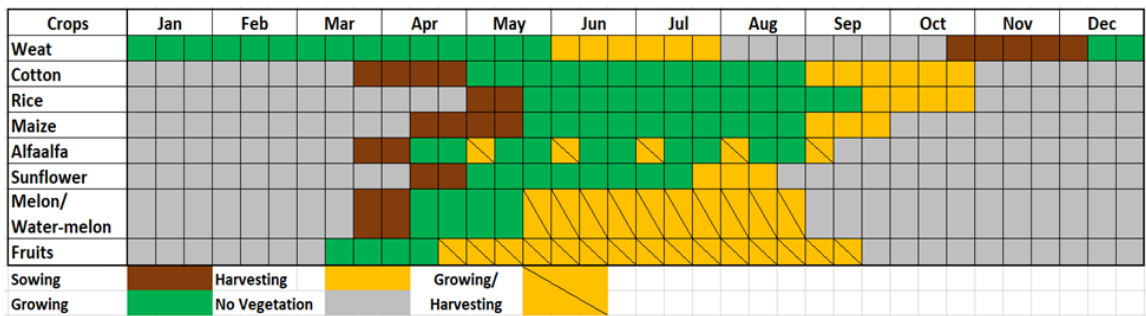 Crops Jan Feb Mar Apr May Jun Jul Aug Sep Oct Nov Dec
Weat
Cotton
Rice
Maize
Alfaalfa
Sunflower
Melon/
Water-melon
Fruits
Sowing Harvesting Growing/
Growing No Vegetation Harvesting